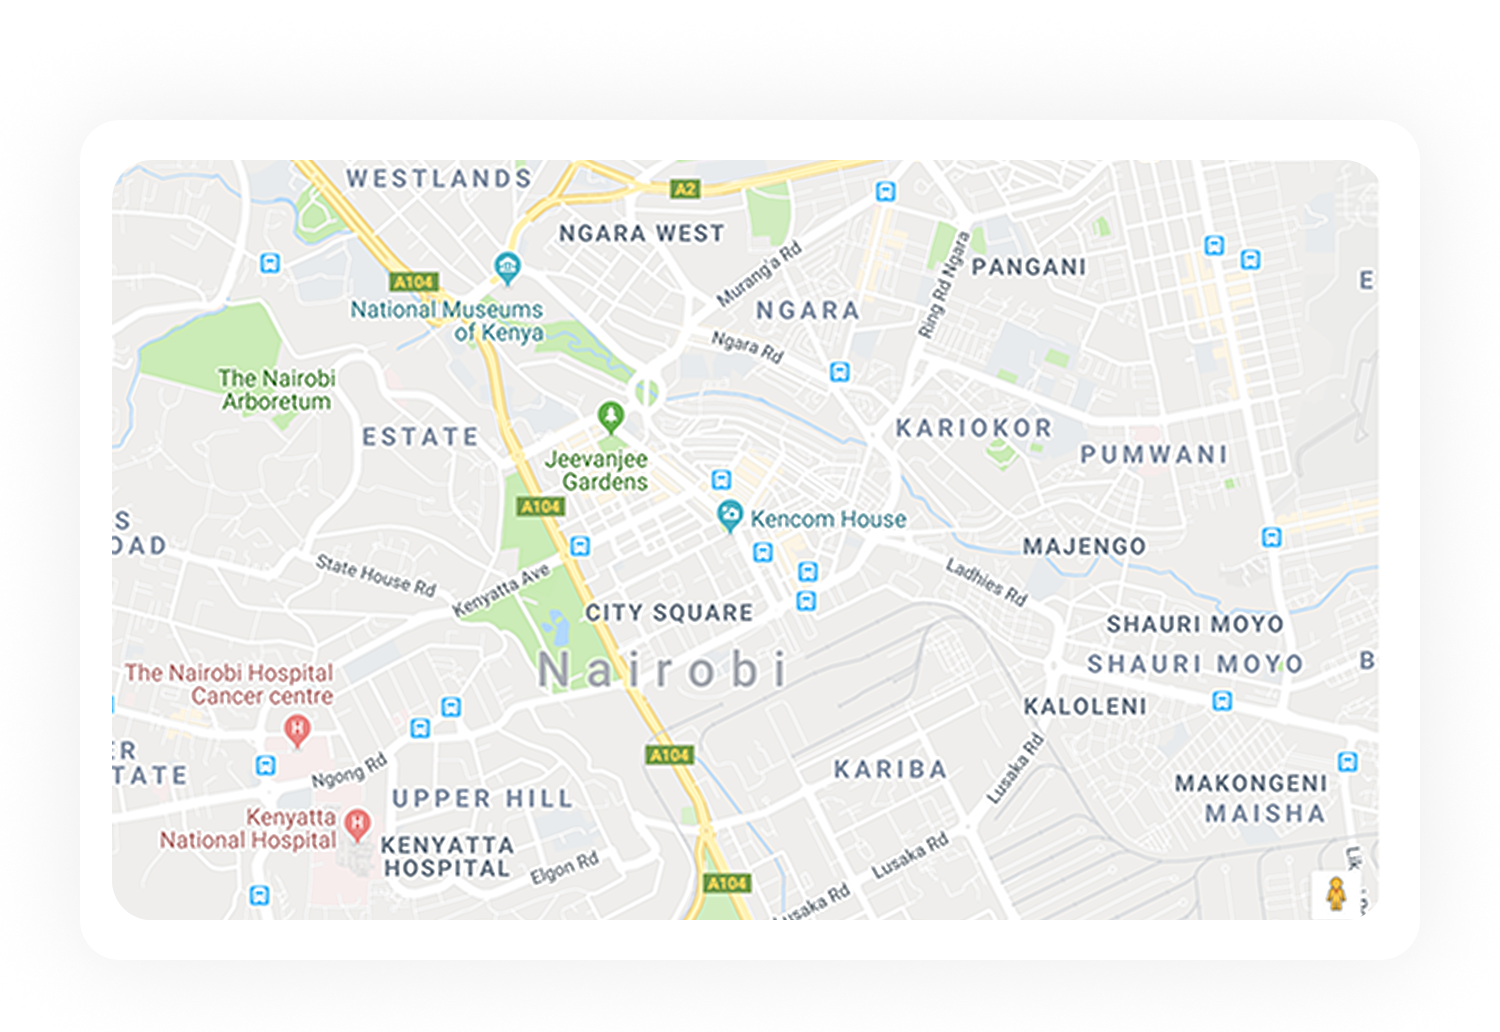 WESTLANDS
A2
NGARA WEST
Murang'a Rd
Ring Rd Ngara
PANGANI
A104
National Museums
of Kenya
NGARA
Ngara Rd
E
The Nairobi
Arboretum
ESTATE
Jeevanjee
Gardens
KARIOKOR
PUMWANI
A104
Kencom House
S
OAD
MAJENGO
State House Rd
Kenyatta Ave
Ladhies Rd
CITY SQUARE
SHAURI MOYO
Nairobi
SHAURI MOYO
B
The Nairobi Hospital
Cancer centre
KALOLENI
H
A104
ER
TATE
Ngong Rd
KARIBA
Lusaka Rd
UPPER HILL
MAKONGENI
MAISHA
Kenyatta
National Hospital
H
KENYATTA
HOSPITAL
Elgon Rd
Lusaka Rd
A104
Lusaka Rd
Lik